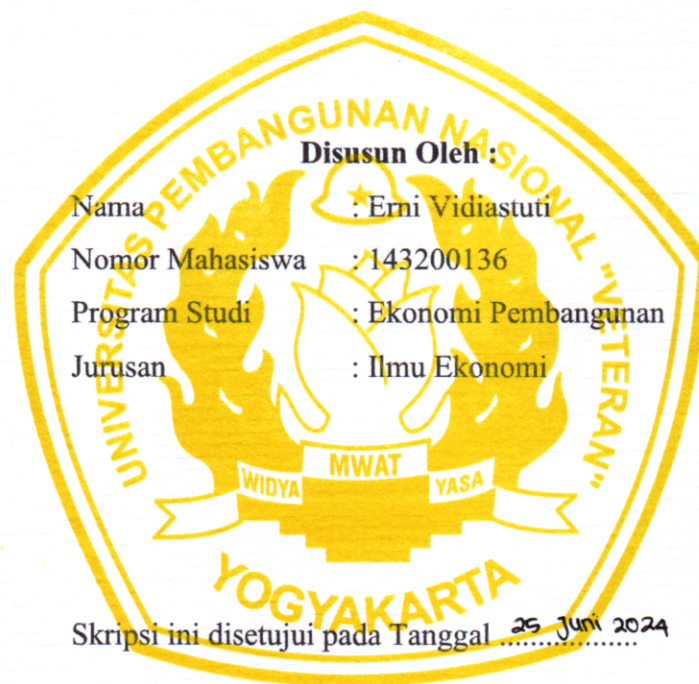 UNIVERSITAS PEMBANGUNAN NASIONAL "VETERAN"
Disusun Oleh :
Nama : Erni Vidiastuti
Nomor Mahasiswa : 143200136
Program Studi : Ekonomi Pembangunan
Jurusan : Ilmu Ekonomi
WIDYA MWAT YASA
YOGYAKARTA
Skripsi ini disetujui pada Tanggal 25 Juni 2024